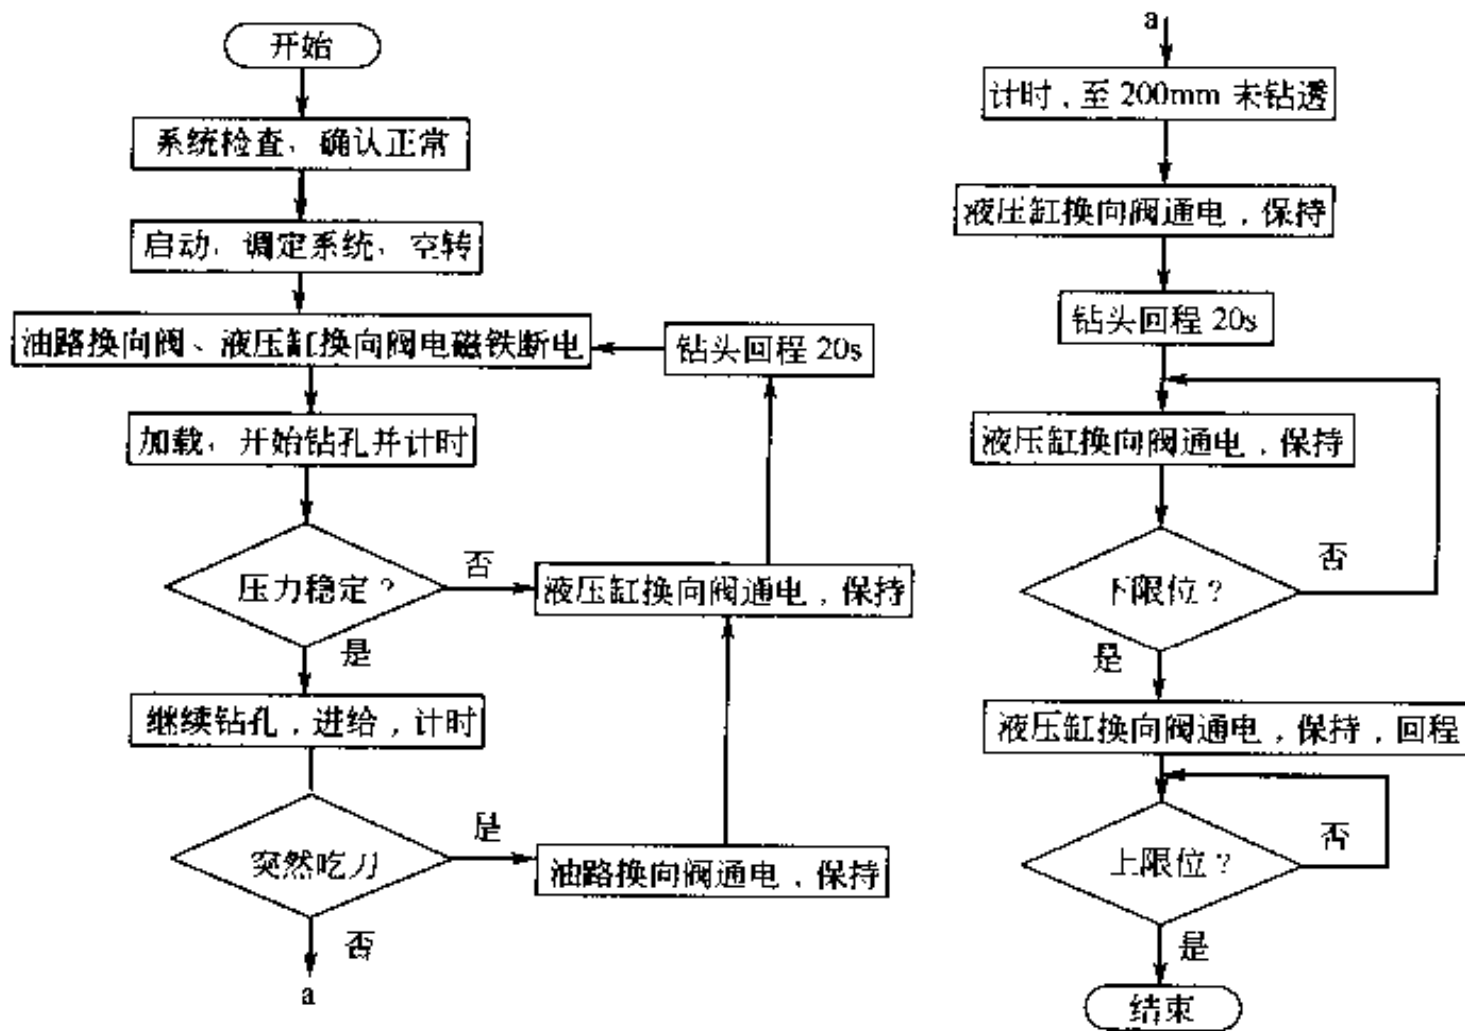 开始
系统检查，确认正常
启动，调定系统，空转
油路换向阀、液压缸换向阀电磁铁断电
钻头回程 20s
加载，开始钻孔并计时
压力稳定？
否
液压缸换向阀通电，保持
是
继续钻孔，进给，计时
突然吃刀
是
油路换向阀通电，保持
否
a
a
计时，至 200mm 未钻透
液压缸换向阀通电，保持
钻头回程 20s
液压缸换向阀通电，保持
下限位？
否
是
液压缸换向阀通电，保持，回程
上限位？
否
是
结束